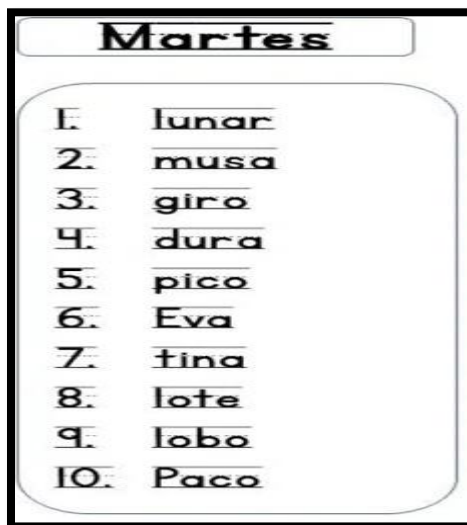 Martes
1. lunar
2. musa
3. giro
4. dura
5. pico
6. Eva
7. tina
8. lote
9. lobo
10. Paco